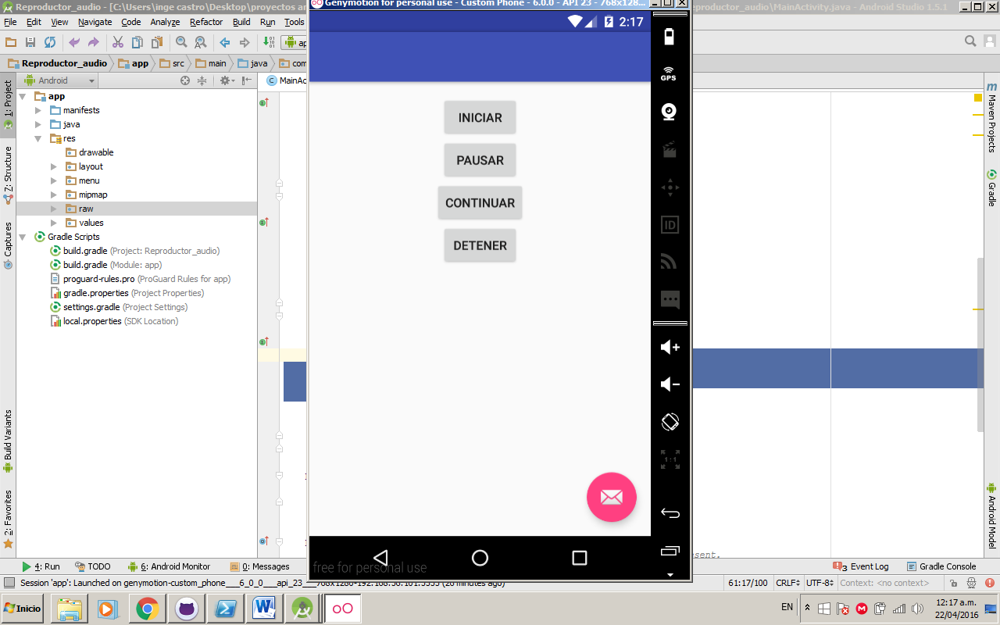 Reproductor_audio - [C:\Users\inge castro\Desktop\proyectos an
Genymotion for personal use - Custom Phone - 6.0.0 - API 23 - 768x128...
eproductor_audio\MainActivity.java - Android Studio 1.5.1
File Edit View Navigate Code Analyze Refactor Build Run Tools
2:17
ap
Reproductor_audio app src main java com
GPS
Android
MainAc
1: Project
app
manifests
java
res
drawable
layout
menu
mipmap
raw
values
Gradle Scripts
build.gradle (Project: Reproductor_audio)
build.gradle (Module: app)
proguard-rules.pro (ProGuard Rules for app)
gradle.properties (Project Properties)
settings.gradle (Project Settings)
local.properties (SDK Location)
Z: Structure
Captures
Build Variants
2: Favorites
INICIAR
PAUSAR
CONTINUAR
DETENER
ID
1:1
free for personal use
m
Maven Projects
Gradle
Android Model
esent.
4: Run TODO 6: Android Monitor 0: Messages
Event Log Gradle Console
Session 'app': Launched on genymotion-custom_phone___6_0_0___api_23___768x1280-192.168.56.101:5555 (26 minutes ago)
61:17/100 CRLF UTF-8 Context: <no context>
Inicio
EN
12:17 a.m.
22/04/2016